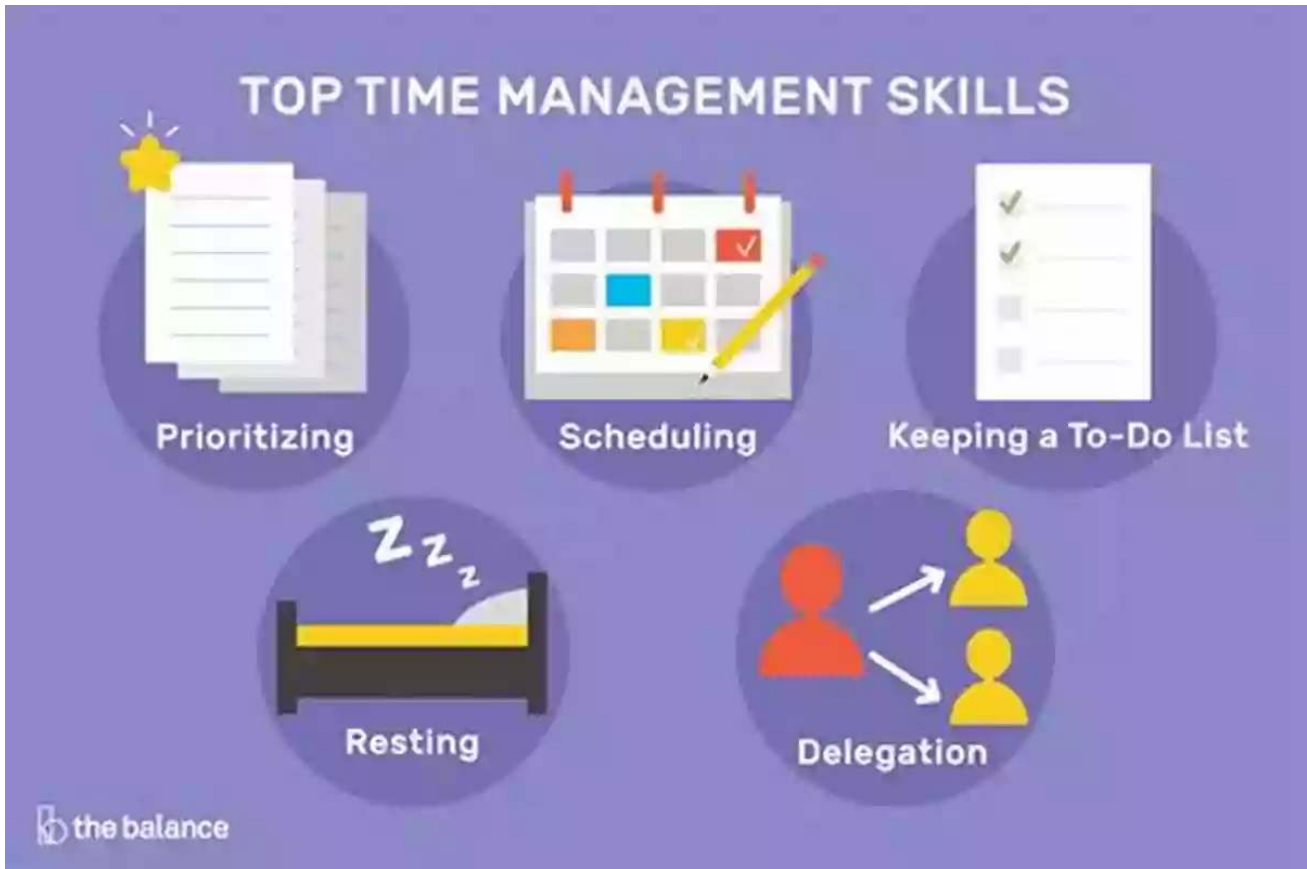 TOP TIME MANAGEMENT SKILLS
Prioritizing
Scheduling
Keeping a To-Do List
Z Z Z
Resting
Delegation
the balance